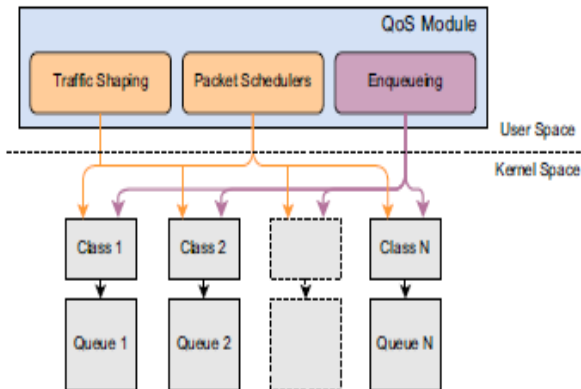 QoS Module
Traffic Shaping
Packet Schedulers
Enqueueing
User Space
Kernel Space
Class 1
Class 2
Class N
Queue 1
Queue 2
Queue N